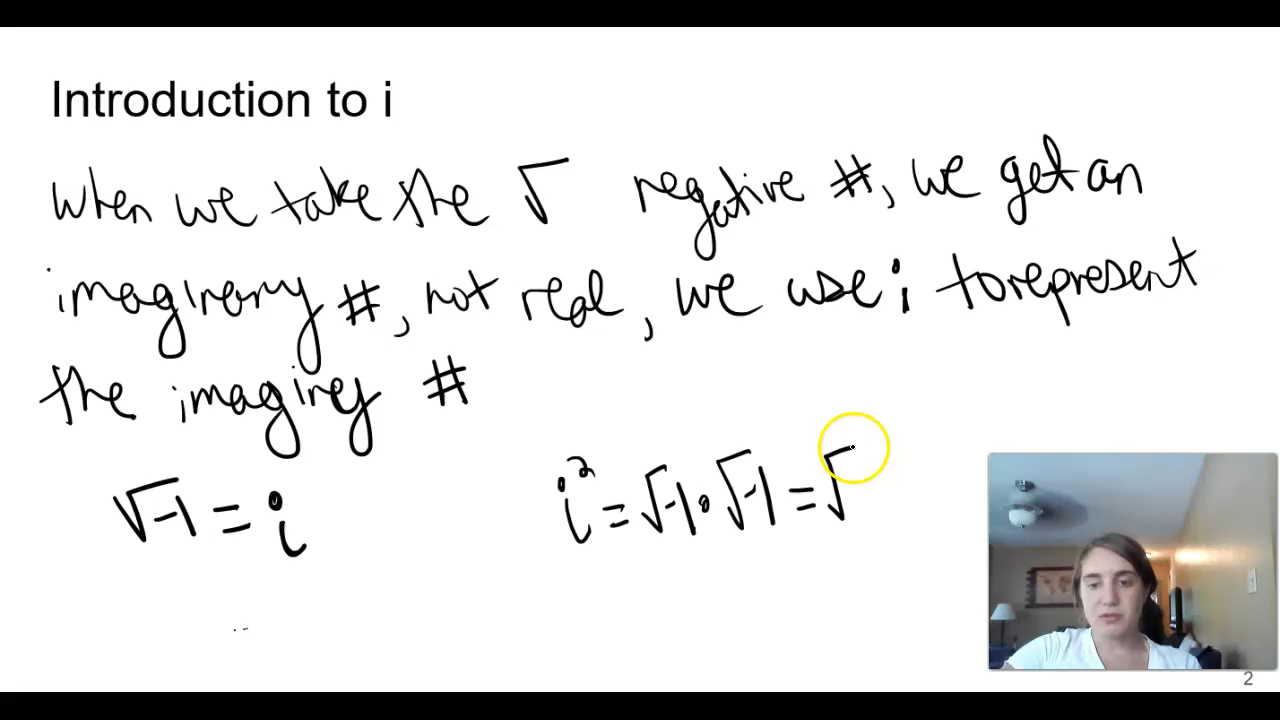 Introduction to i
When we take the √ negative #, we get an
imaginary #, not real, we use i to represent
the imaginey #
√-1 = i
i² = √-1 · √-1 = √
2